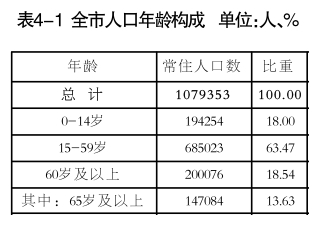 表4-1 全市人口年龄构成 单位:人、%
年龄 常住人口数 比重
总 计 1079353 100.00
0-14岁 194254 18.00
15-59岁 685023 63.47
60岁及以上 200076 18.54
其中：65岁及以上 147084 13.63